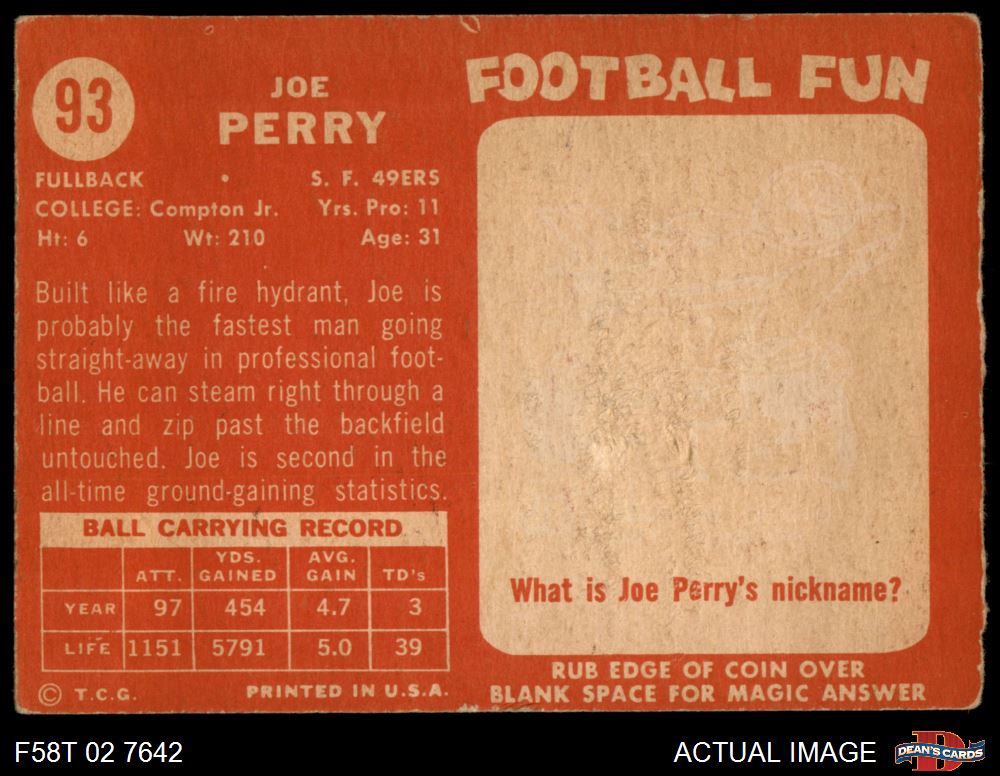 93
JOE
PERRY
FULLBACK • S. F. 49ERS
COLLEGE: Compton Jr. Yrs. Pro: 11
Ht: 6 Wt: 210 Age: 31
Built like a fire hydrant, Joe is
probably the fastest man going
straight-away in professional foot-
ball. He can steam right through a
line and zip past the backfield
untouched. Joe is second in the
all-time ground-gaining statistics.
BALL CARRYING RECORD
ATT. YDS. GAINED AVG. GAIN TD's
YEAR 97 454 4.7 3
LIFE 1151 5791 5.0 39
© T.C.G. PRINTED IN U.S.A.
FOOTBALL FUN
What is Joe Perry's nickname?
RUB EDGE OF COIN OVER
BLANK SPACE FOR MAGIC ANSWER
F58T 02 7642
ACTUAL IMAGE
D
DEAN'S CARDS